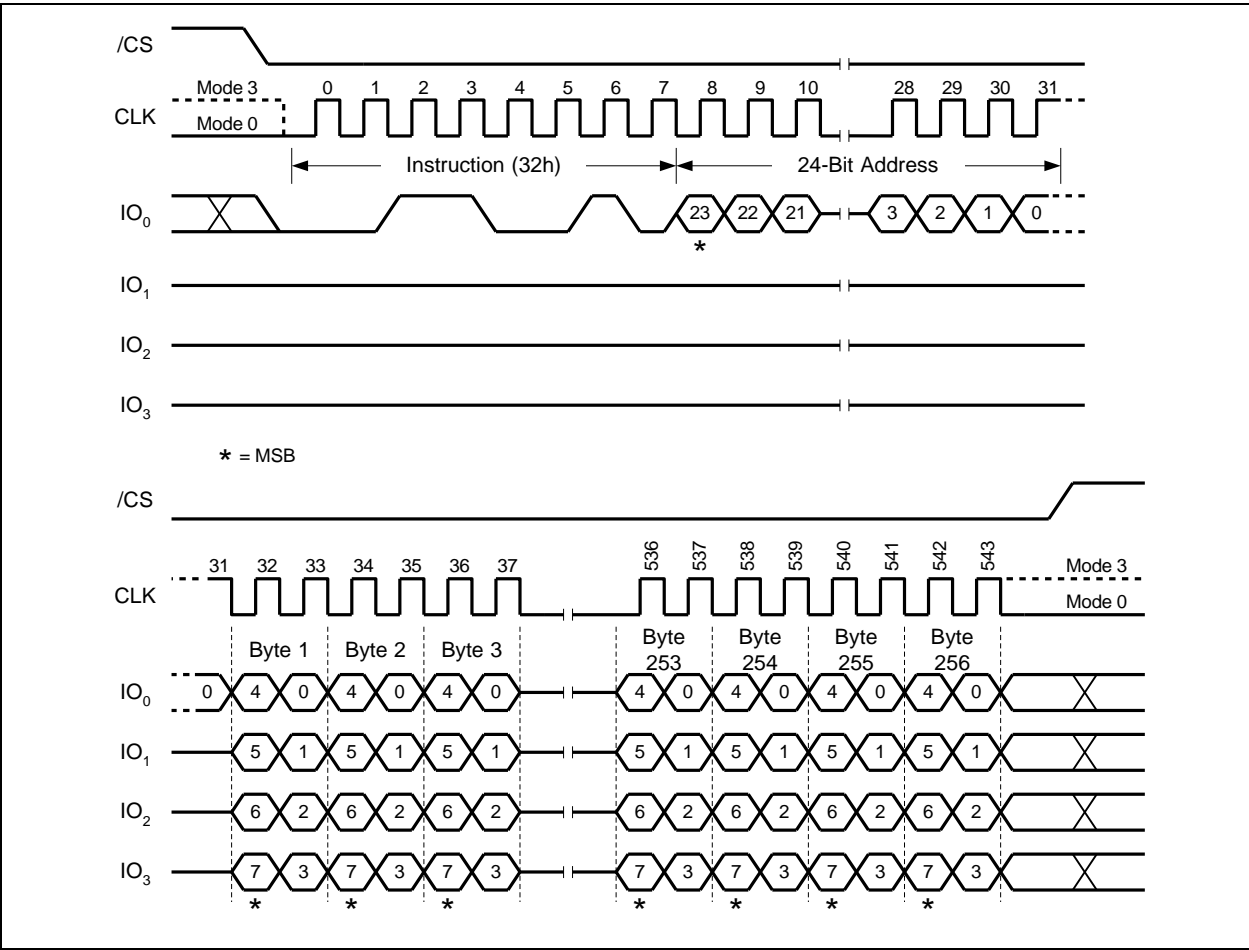 /CS
Mode 3 0 1 2 3 4 5 6 7 8 9 10 28 29 30 31
CLK
Mode 0
Instruction (32h) 24-Bit Address
IO0 23 22 21 3 2 1 0
*
IO1
IO2
IO3
* = MSB
/CS
31 32 33 34 35 36 37 536 537 538 539 540 541 542 543 Mode 3
CLK
Mode 0
Byte 1 Byte 2 Byte 3 Byte 253 Byte 254 Byte 255 Byte 256
IO0 0 4 0 4 0 4 0 4 0 4 0 4 0 4 0
IO1 5 1 5 1 5 1 5 1 5 1 5 1 5 1
IO2 6 2 6 2 6 2 6 2 6 2 6 2 6 2
IO3 7 3 7 3 7 3 7 3 7 3 7 3 7 3
* * * * * * *